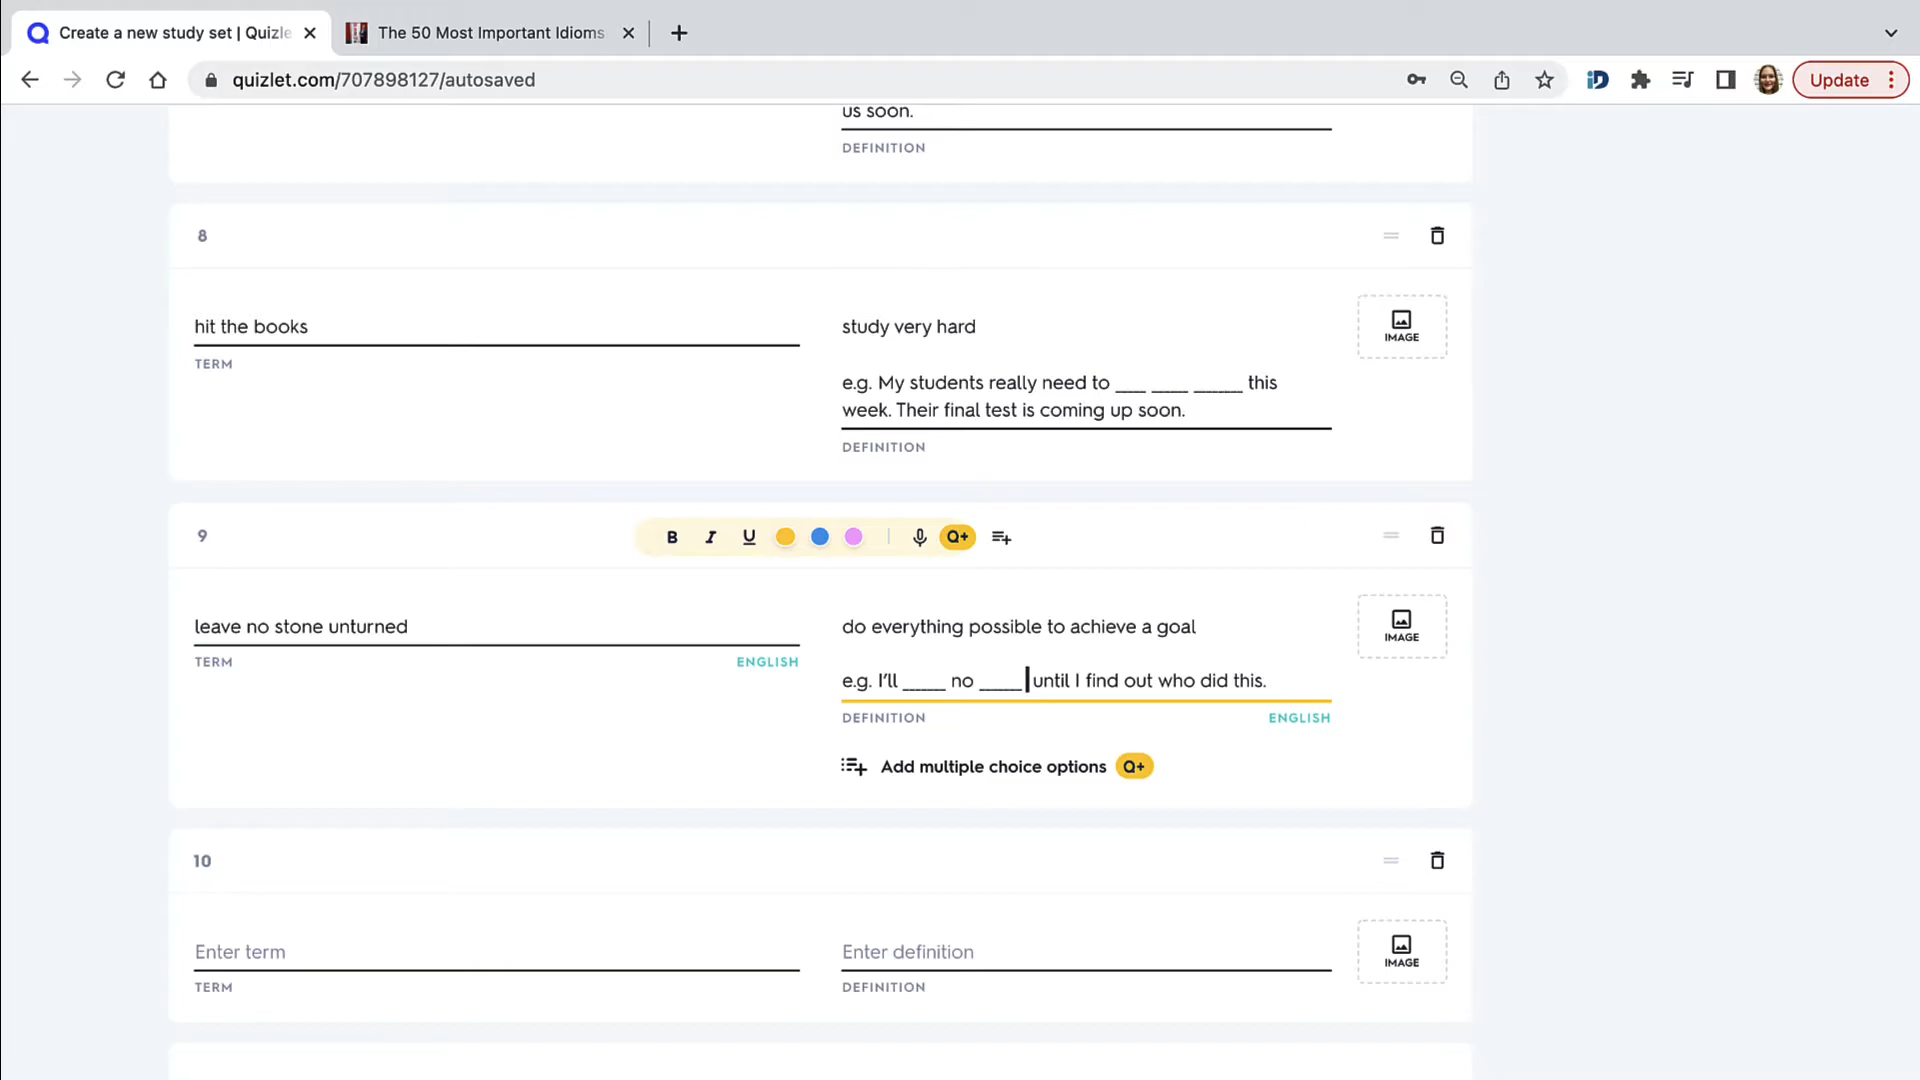 Create a new study set | Quizle
The 50 Most Important Idioms
quizlet.com/707898127/autosaved
Update
us soon.
DEFINITION
8
hit the books
TERM
study very hard
e.g. My students really need to ____ _____ ______ this
week. Their final test is coming up soon.
DEFINITION
IMAGE
9
B I U Q+
leave no stone unturned
TERM
ENGLISH
do everything possible to achieve a goal
e.g. I'll ______ no ______ until I find out who did this.
DEFINITION
ENGLISH
Add multiple choice options Q+
IMAGE
10
Enter term
TERM
Enter definition
DEFINITION
IMAGE